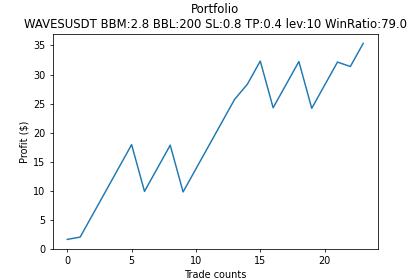 Portfolio
WAVESUSDT BBM:2.8 BBL:200 SL:0.8 TP:0.4 lev:10 WinRatio:79.0
35
30
25
20
15
10
5
0
Profit ($)
0 5 10 15 20
Trade counts